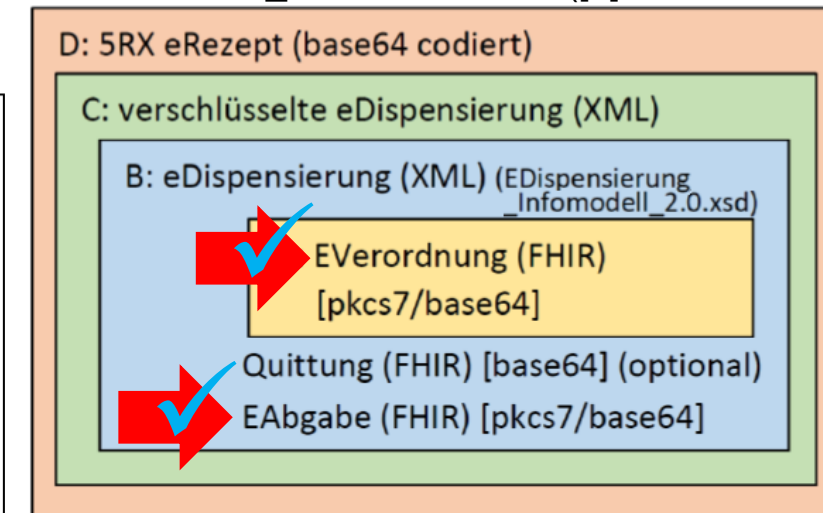 D: 5RX eRezept (base64 codiert)
C: verschlüsselte eDispensierung (XML)
B: eDispensierung (XML) (EDispensierung
_Infomodell_2.0.xsd)
EVerordnung (FHIR)
[pkcs7/base64]
Quittung (FHIR) [base64] (optional)
EAbgabe (FHIR) [pkcs7/base64]